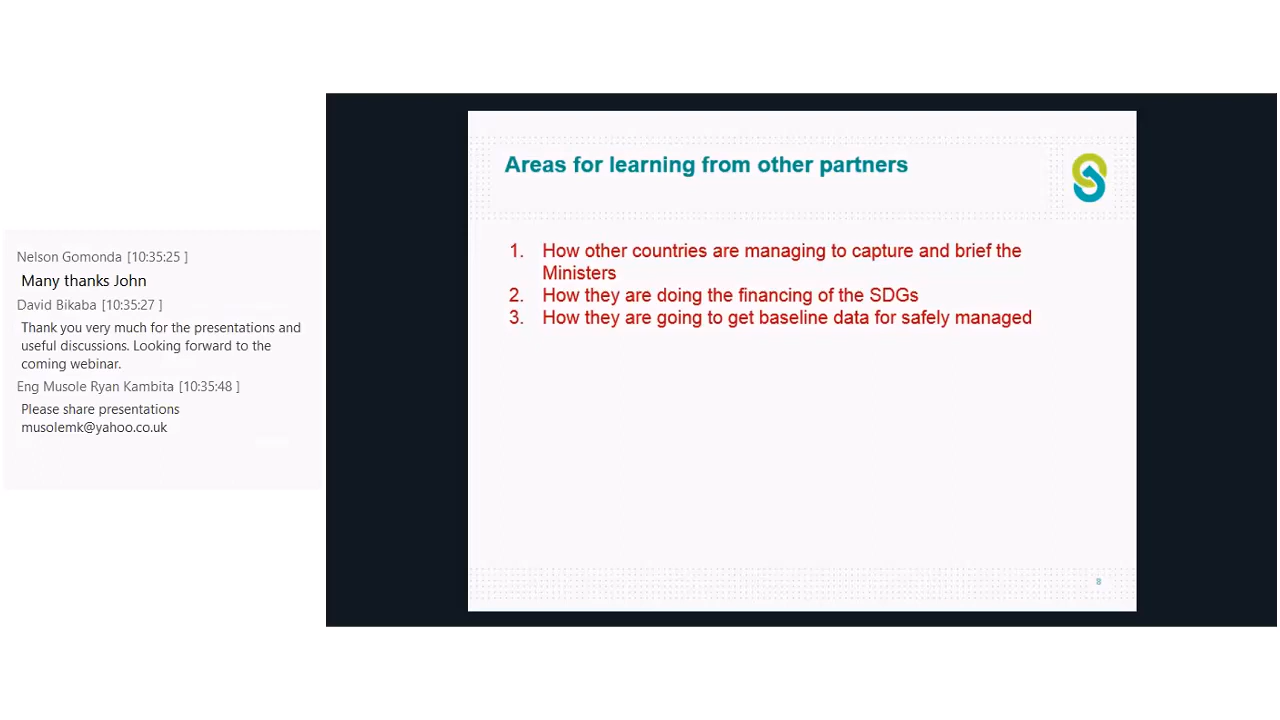 Nelson Gomonda [10:35:25 ]
Many thanks John
David Bikaba [10:35:27 ]
Thank you very much for the presentations and
useful discussions. Looking forward to the
coming webinar.
Eng Musole Ryan Kambita [10:35:48 ]
Please share presentations
musolemk@yahoo.co.uk
Areas for learning from other partners
1. How other countries are managing to capture and brief the
Ministers
2. How they are doing the financing of the SDGs
3. How they are going to get baseline data for safely managed
8